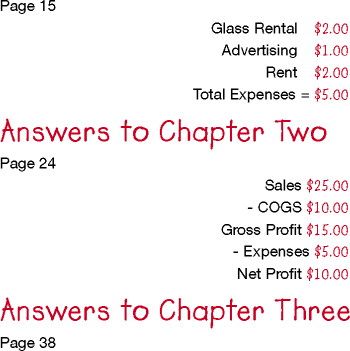 Page 15
Glass Rental $2.00
Advertising $1.00
Rent $2.00
Total Expenses = $5.00
Answers to Chapter Two
Page 24
Sales $25.00
- COGS $10.00
Gross Profit $15.00
- Expenses $5.00
Net Profit $10.00
Answers to Chapter Three
Page 38